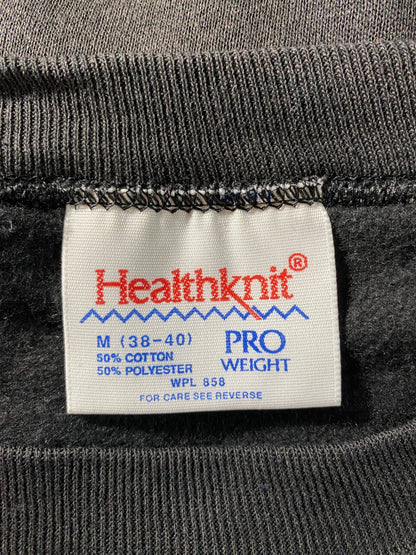 Healthknit®
M (38-40)
50% COTTON
50% POLYESTER
PRO
WEIGHT
WPL 858
FOR CARE SEE REVERSE